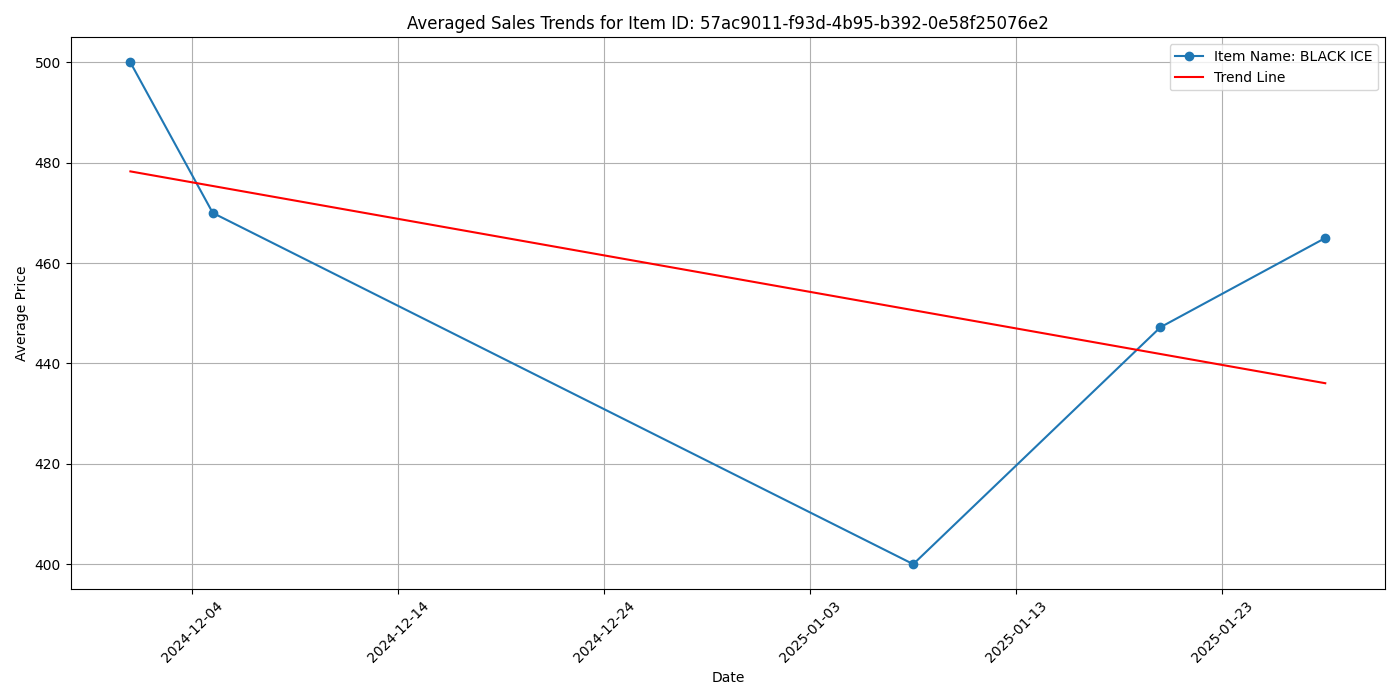 Averaged Sales Trends for Item ID: 57ac9011-f93d-4b95-b392-0e58f25076e2
Item Name: BLACK ICE
Trend Line
Average Price
500
480
460
440
420
400
2024-12-04
2024-12-14
2024-12-24
2025-01-03
2025-01-13
2025-01-23
Date